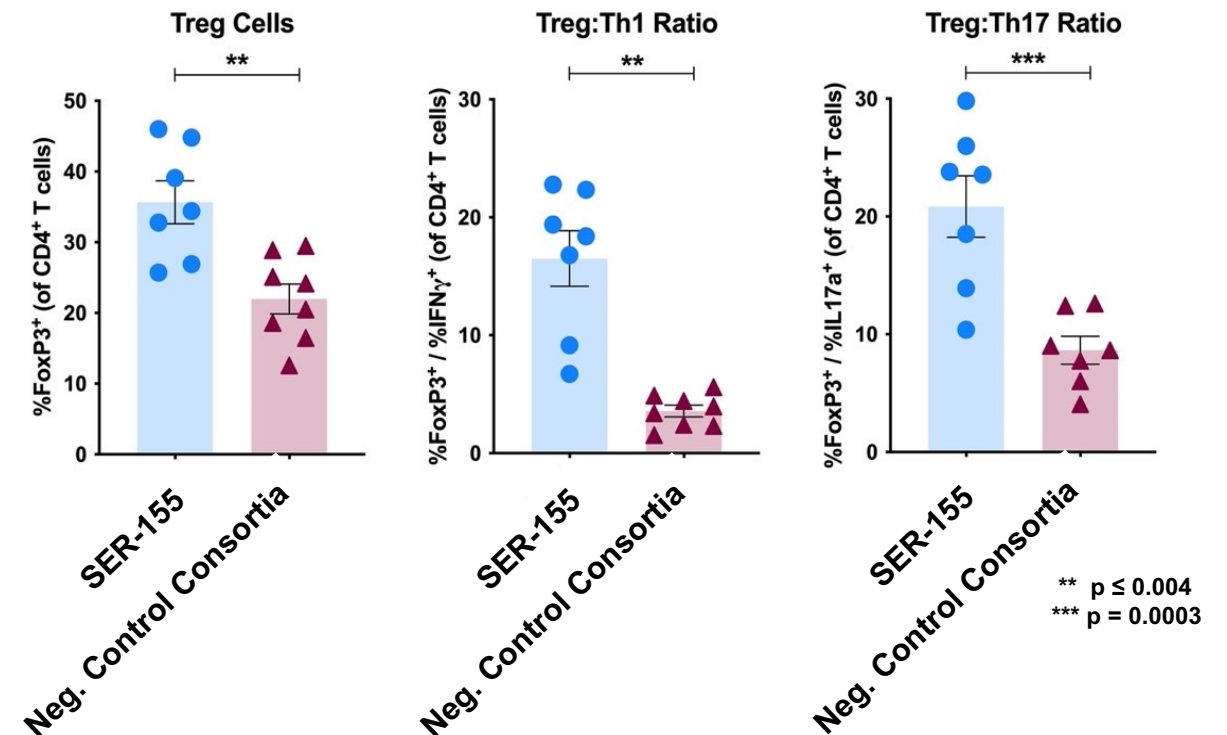 Treg Cells
**
%FoxP3⁺ (of CD4⁺ T cells)
50
40
30
20
10
0
SER-155
Neg. Control Consortia
Treg:Th1 Ratio
**
%FoxP3⁺ / %IFNγ⁺ (of CD4⁺ T cells)
30
20
10
0
SER-155
Neg. Control Consortia
Treg:Th17 Ratio
***
%FoxP3⁺ / %IL17a⁺ (of CD4⁺ T cells)
30
20
10
0
SER-155
Neg. Control Consortia
** p ≤ 0.004
*** p = 0.0003